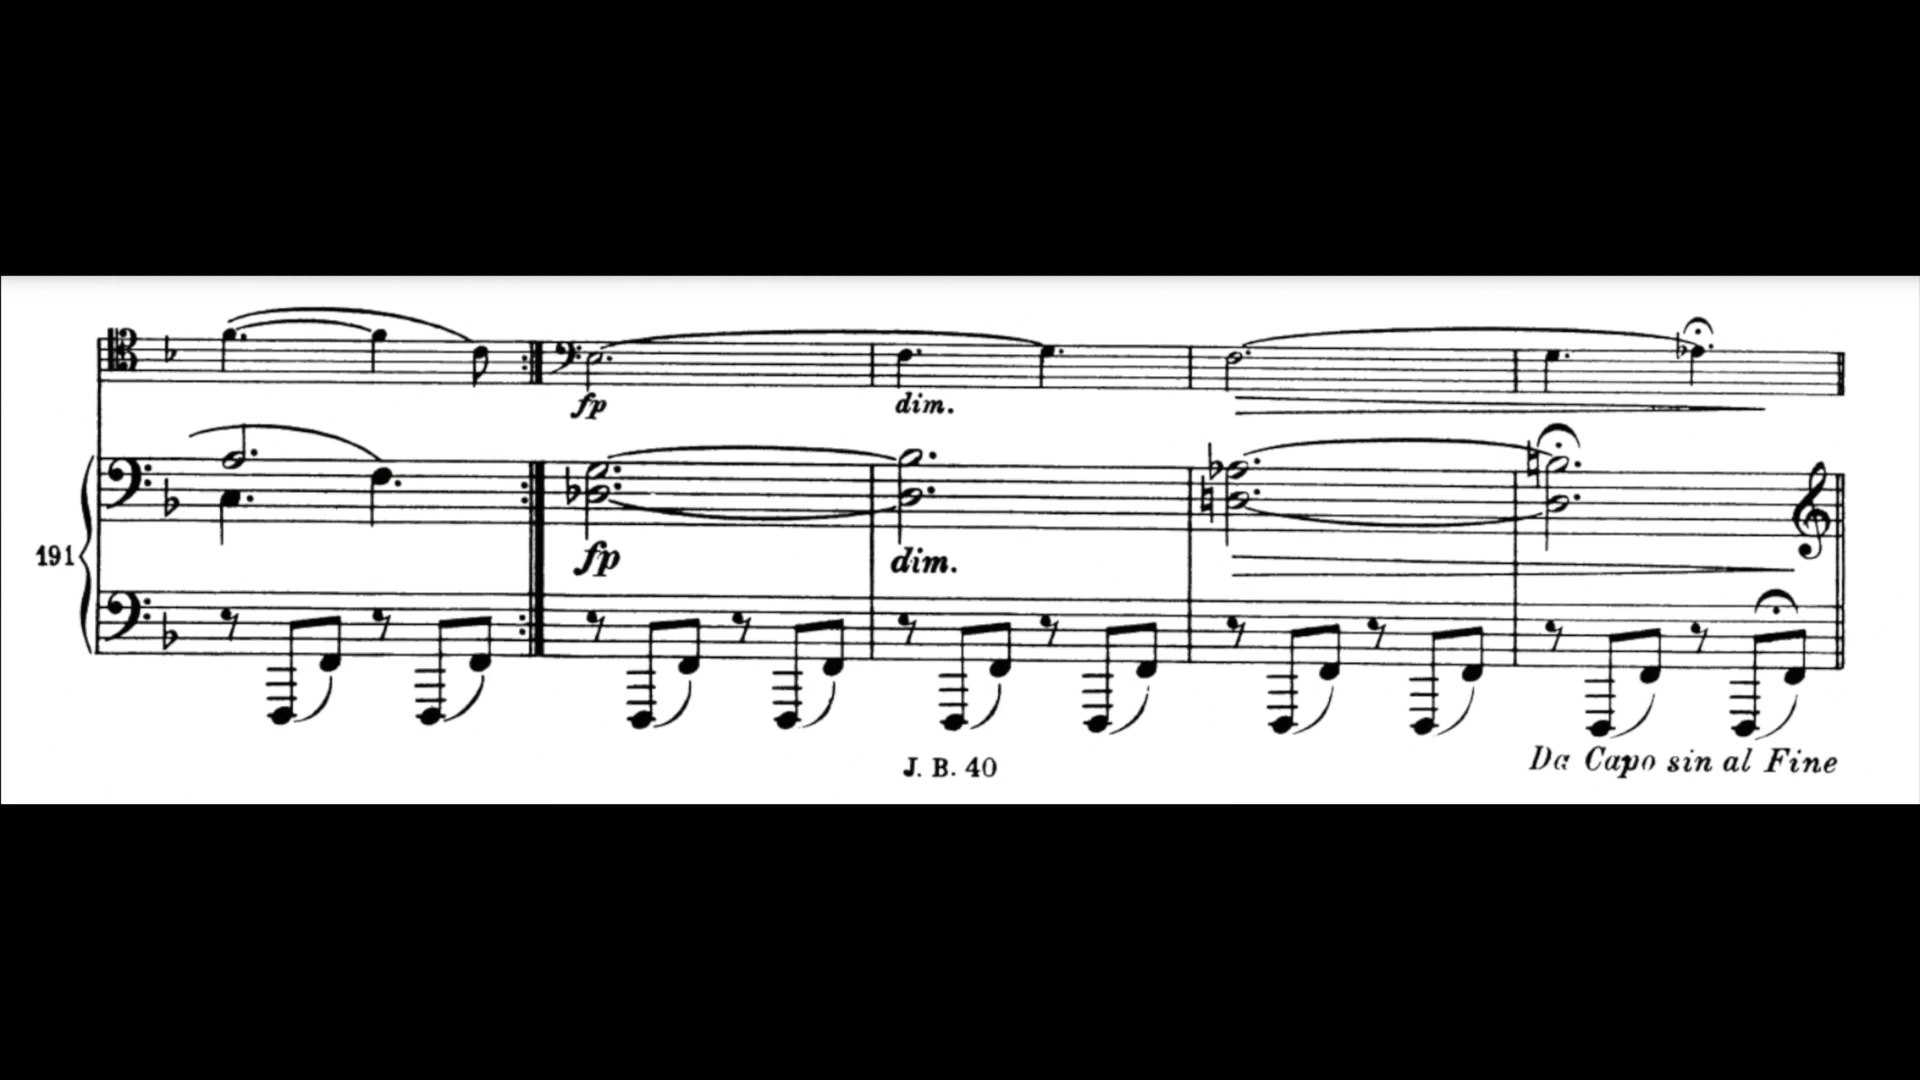 fp dim.
191
fp dim.
J. B. 40
Da Capo sin al Fine